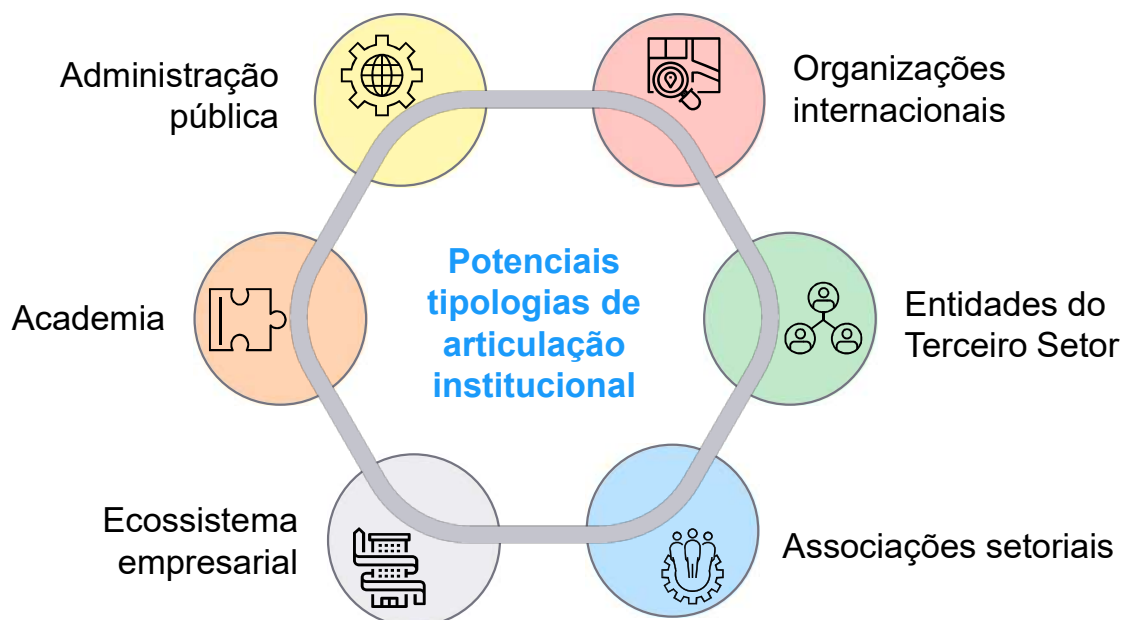 Administração
pública
Organizações
internacionais
Academia
Potenciais
tipologias de
articulação
institucional
Entidades do
Terceiro Setor
Ecossistema
empresarial
Associações setoriais